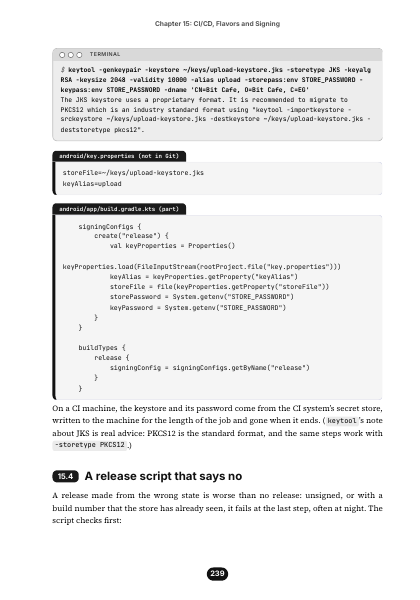 Chapter 15: CI/CD, Flavors and Signing
TERMINAL
$ keytool -genkeypair -keystore ~/keys/upload-keystore.jks -storetype JKS -keyalg
RSA -keysize 2048 -validity 10000 -alias upload -storepass:env STORE_PASSWORD -
keypass:env STORE_PASSWORD -dname 'CN=Bit Cafe, O=Bit Cafe, C=EG'
The JKS keystore uses a proprietary format. It is recommended to migrate to
PKCS12 which is an industry standard format using "keytool -importkeystore -
srckeystore ~/keys/upload-keystore.jks -destkeystore ~/keys/upload-keystore.jks -
deststoretype pkcs12".
android/key.properties (not in Git)
storeFile=~/keys/upload-keystore.jks
keyAlias=upload
android/app/build.gradle.kts (part)
signingConfigs {
create("release") {
val keyProperties = Properties()
keyProperties.load(FileInputStream(rootProject.file("key.properties")))
keyAlias = keyProperties.getProperty("keyAlias")
storeFile = file(keyProperties.getProperty("storeFile"))
storePassword = System.getenv("STORE_PASSWORD")
keyPassword = System.getenv("STORE_PASSWORD")
}
}
buildTypes {
release {
signingConfig = signingConfigs.getByName("release")
}
}
On a CI machine, the keystore and its password come from the CI system's secret store,
written to the machine for the length of the job and gone when it ends. (keytool's note
about JKS is real advice: PKCS12 is the standard format, and the same steps work with
-storetype PKCS12.)
15.4 A release script that says no
A release made from the wrong state is worse than no release: unsigned, or with a
build number that the store has already seen, it fails at the last step, often at night. The
script checks first:
239